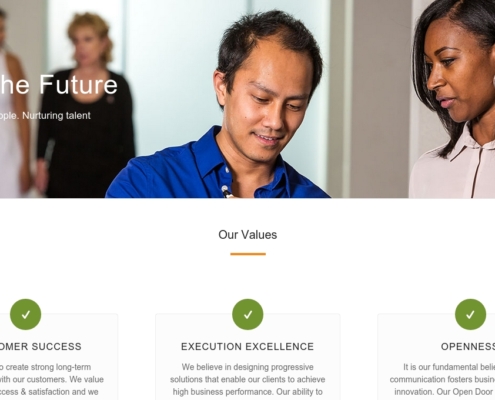 he Future
ople. Nurturing talent
Our Values
OMER SUCCESS
EXECUTION EXCELLENCE
OPENNESS
o create strong long-term
We believe in designing progressive
It is our fundamental belie
with our customers. We value
solutions that enable our clients to achieve
communication fosters busin
ccess & satisfaction and we
high business performance. Our ability to
innovation. Our Open Door